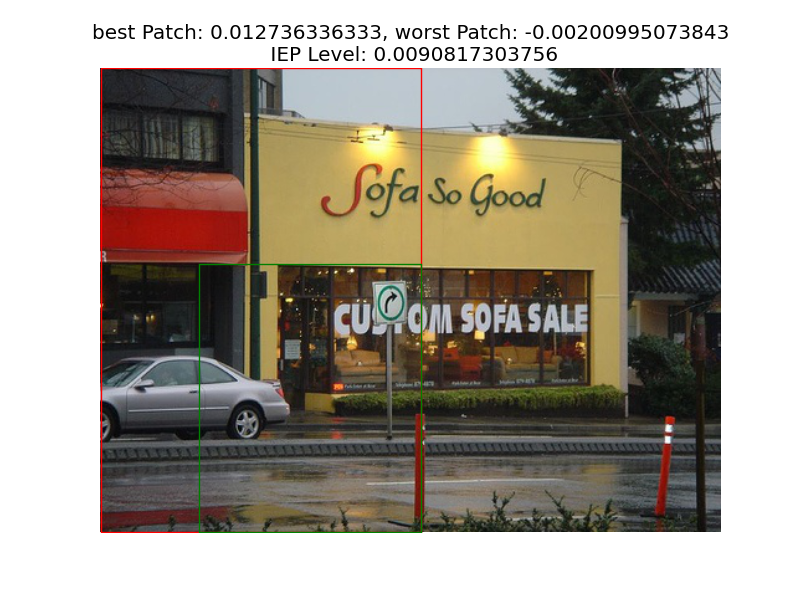 best Patch: 0.012736336333, worst Patch: -0.00200995073843
IEP Level: 0.0090817303756
Sofa So Good
CUSTOM SOFA SALE